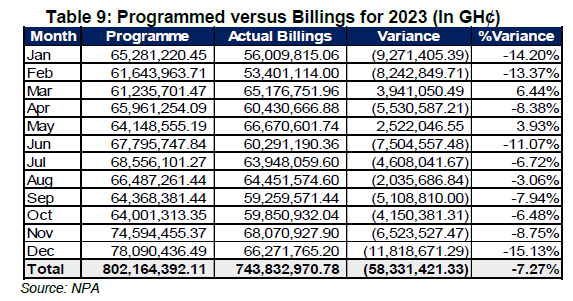 Table 9: Programmed versus Billings for 2023 (In GH₵)
Month Programme Actual Billings Variance %Variance
Jan 65,281,220.45 56,009,815.06 (9,271,405.39) -14.20%
Feb 61,643,963.71 53,401,114.00 (8,242,849.71) -13.37%
Mar 61,235,701.47 65,176,751.96 3,941,050.49 6.44%
Apr 65,961,254.09 60,430,666.88 (5,530,587.21) -8.38%
May 64,148,555.19 66,670,601.74 2,522,046.55 3.93%
Jun 67,795,747.84 60,291,190.36 (7,504,557.48) -11.07%
Jul 68,556,101.27 63,948,059.60 (4,608,041.67) -6.72%
Aug 66,487,261.44 64,451,574.60 (2,035,686.84) -3.06%
Sep 64,368,381.44 59,259,571.44 (5,108,810.00) -7.94%
Oct 64,001,313.35 59,850,932.04 (4,150,381.31) -6.48%
Nov 74,594,455.37 68,070,927.90 (6,523,527.47) -8.75%
Dec 78,090,436.49 66,271,765.20 (11,818,671.29) -15.13%
Total 802,164,392.11 743,832,970.78 (58,331,421.33) -7.27%
Source: NPA